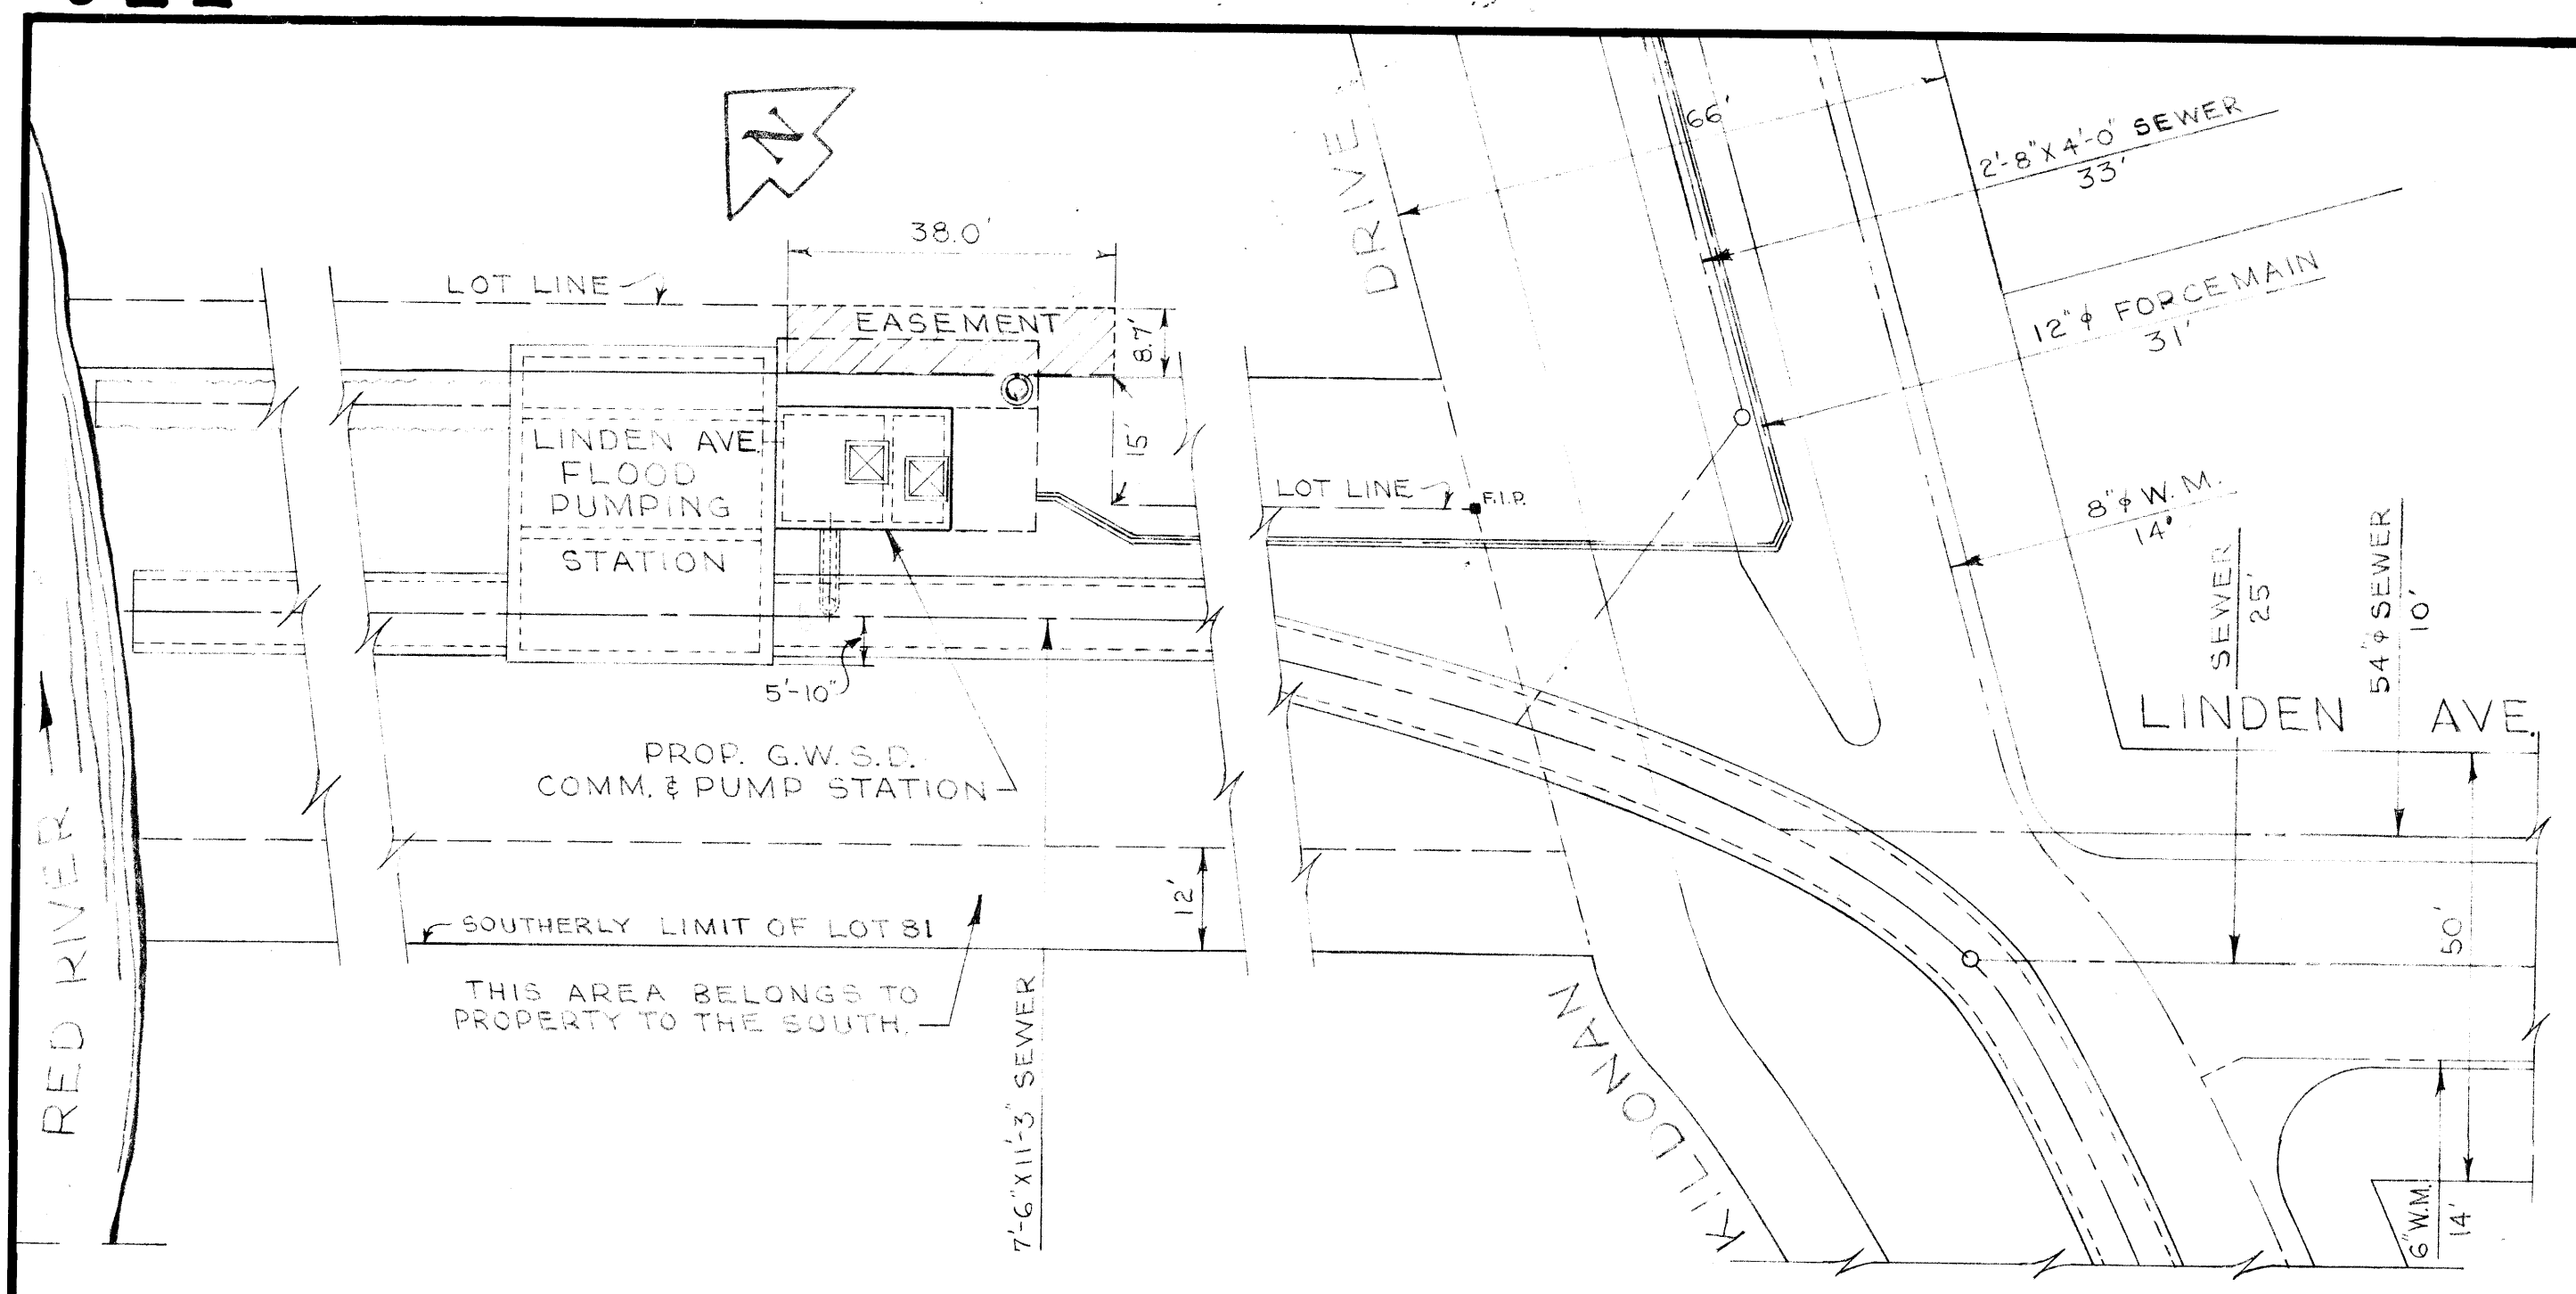 N
38.0'
LOT LINE
EASEMENT
8.7'
15'
LINDEN AVE.
FLOOD
PUMPING
STATION
5'-10"
PROP. G.W.S.D.
COMM. & PUMP STATION
RED RIVER
12'
SOUTHERLY LIMIT OF LOT 81
THIS AREA BELONGS TO
PROPERTY TO THE SOUTH.
7'-6"X11'-3" SEWER
DRIVE
66'
2'-8"X4'-0" SEWER
33'
12"ϕ FORCEMAIN
31'
LOT LINE
F.I.P.
8"ϕ W.M.
14'
SEWER
25'
54"ϕ SEWER
10'
LINDEN AVE.
50'
KILDONAN
6" W.M.
14'